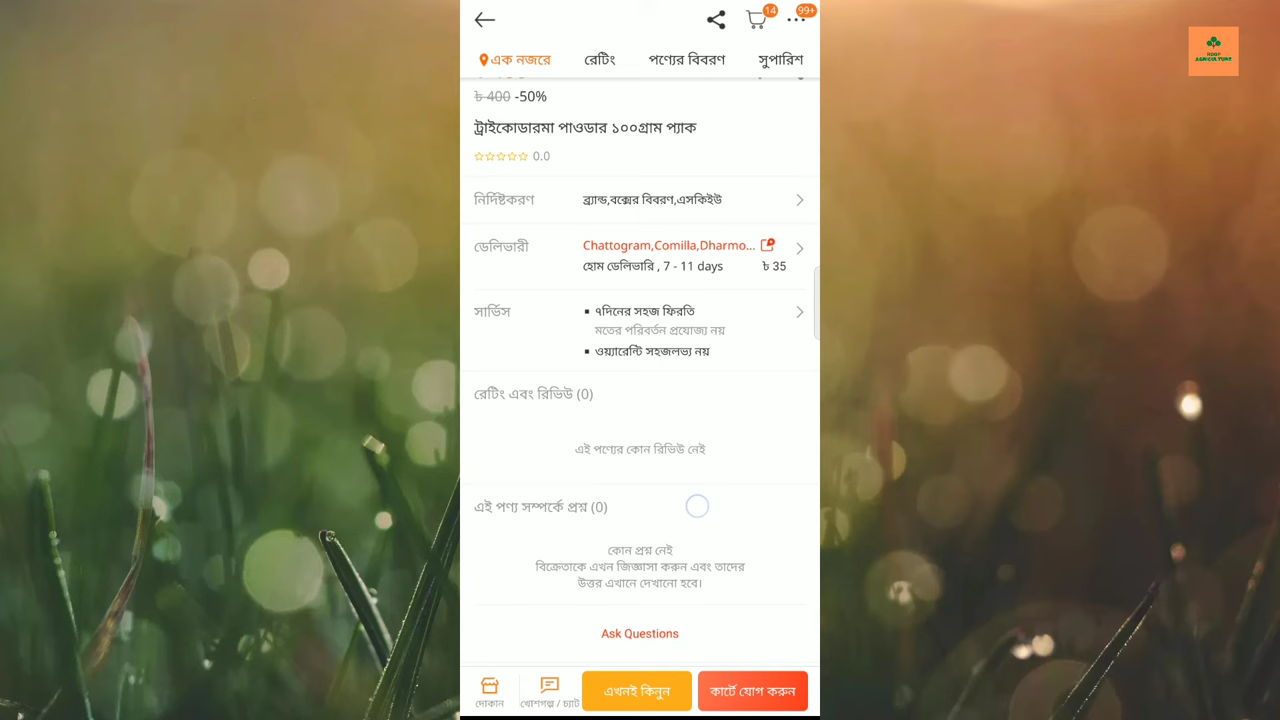 14
99+
ROOF
AGRICULTURE
এক নজরে
রেটিং
পণ্যের বিবরণ
সুপারিশ
৳ 400 -50%
ট্রাইকোডারমা পাওডার ১০০গ্রাম প্যাক
0.0
নির্দিষ্টকরণ
ব্র্যান্ড,বক্সের বিবরণ,এসকিইউ
ডেলিভারী
Chattogram,Comilla,Dharmo...
হোম ডেলিভারি , 7 - 11 days
৳ 35
সার্ভিস
৭দিনের সহজ ফিরতি
মতের পরিবর্তন প্রযোজ্য নয়
ওয়্যারেন্টি সহজলভ্য নয়
রেটিং এবং রিভিউ (0)
এই পণ্যের কোন রিভিউ নেই
এই পণ্য সম্পর্কে প্রশ্ন (0)
কোন প্রশ্ন নেই
বিক্রেতাকে এখন জিজ্ঞাসা করুন এবং তাদের
উত্তর এখানে দেখানো হবে।
Ask Questions
দোকান
খোশগল্প / চ্যাট
এখনই কিনুন
কার্টে যোগ করুন